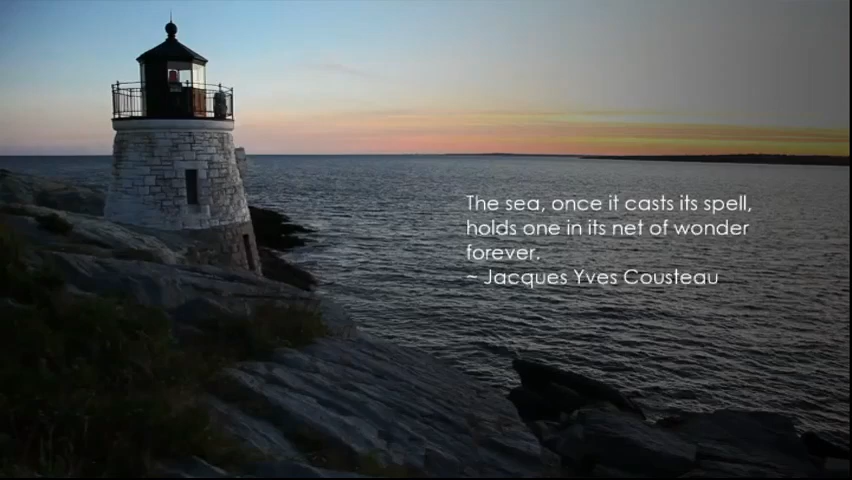 The sea, once it casts its spell,
holds one in its net of wonder
forever.
~ Jacques Yves Cousteau